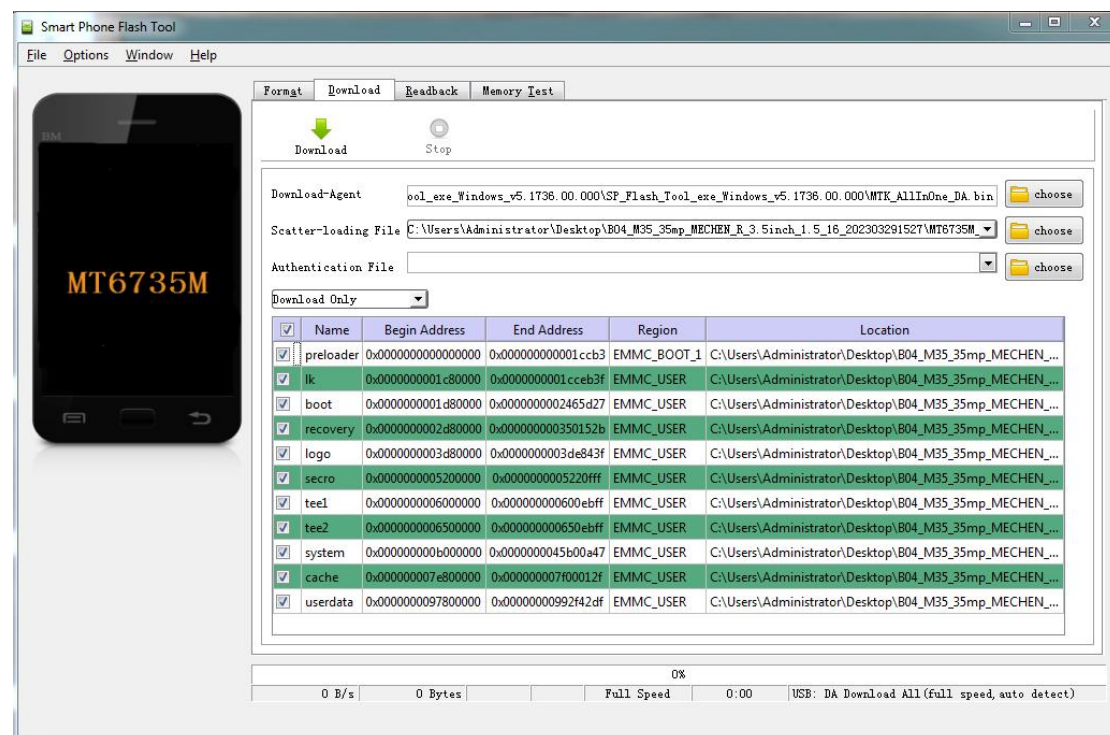 Smart Phone Flash Tool
File Options Window Help
Format Download Readback Memory Test
BM
Download Stop
Download-Agent ool_exe_Windows_v5.1736.00.000\SP_Flash_Tool_exe_Windows_v5.1736.00.000\MTK_AllInOne_DA.bin choose
Scatter-loading File C:\Users\Administrator\Desktop\B04_M35_35mp_MECHEN_R_3.5inch_1.5_16_202303291527\MT6735M_ choose
Authentication File choose
MT6735M
Download Only
Name Begin Address End Address Region Location
preloader 0x0000000000000000 0x000000000001ccb3 EMMC_BOOT_1 C:\Users\Administrator\Desktop\B04_M35_35mp_MECHEN_...
lk 0x0000000001c80000 0x0000000001cceb3f EMMC_USER C:\Users\Administrator\Desktop\B04_M35_35mp_MECHEN_...
boot 0x0000000001d80000 0x0000000002465d27 EMMC_USER C:\Users\Administrator\Desktop\B04_M35_35mp_MECHEN_...
recovery 0x0000000002d80000 0x000000000350152b EMMC_USER C:\Users\Administrator\Desktop\B04_M35_35mp_MECHEN_...
logo 0x0000000003d80000 0x0000000003de843f EMMC_USER C:\Users\Administrator\Desktop\B04_M35_35mp_MECHEN_...
secro 0x0000000005200000 0x0000000005220fff EMMC_USER C:\Users\Administrator\Desktop\B04_M35_35mp_MECHEN_...
tee1 0x0000000006000000 0x000000000600ebff EMMC_USER C:\Users\Administrator\Desktop\B04_M35_35mp_MECHEN_...
tee2 0x0000000006500000 0x000000000650ebff EMMC_USER C:\Users\Administrator\Desktop\B04_M35_35mp_MECHEN_...
system 0x000000000b000000 0x0000000045b00a47 EMMC_USER C:\Users\Administrator\Desktop\B04_M35_35mp_MECHEN_...
cache 0x000000007e800000 0x000000007f00012f EMMC_USER C:\Users\Administrator\Desktop\B04_M35_35mp_MECHEN_...
userdata 0x0000000097800000 0x00000000992f42df EMMC_USER C:\Users\Administrator\Desktop\B04_M35_35mp_MECHEN_...
0%
0 B/s 0 Bytes Full Speed 0:00 USB: DA Download All(full speed,auto detect)